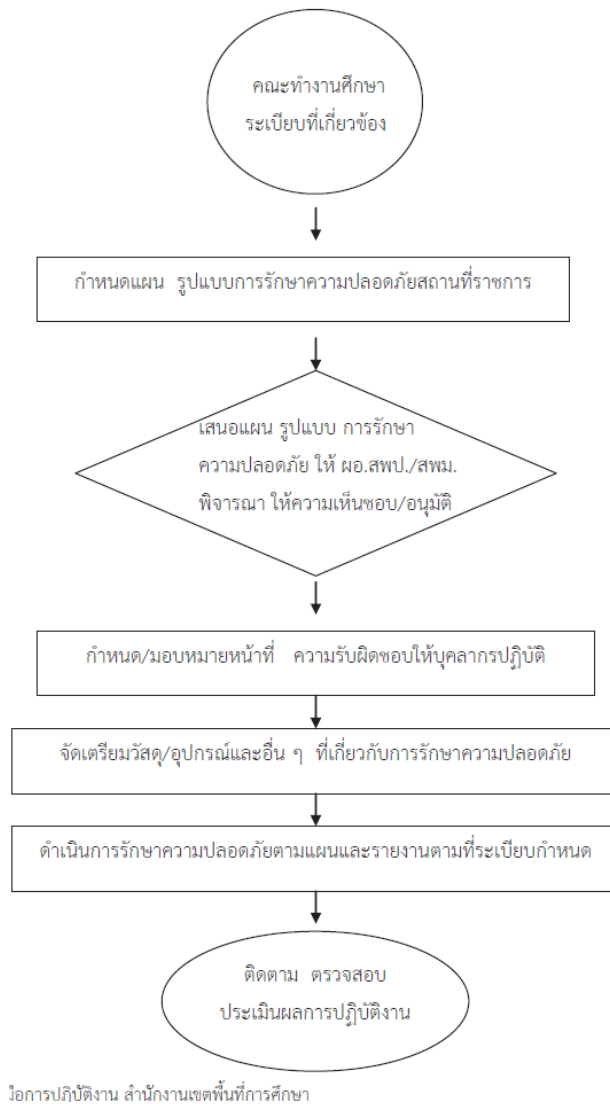 คณะทำงานศึกษา
ระเบียบที่เกี่ยวข้อง
กำหนดแผน รูปแบบการรักษาความปลอดภัยสถานที่ราชการ
เสนอแผน รูปแบบ การรักษา
ความปลอดภัย ให้ ผอ.สพป./สพม.
พิจารณา ให้ความเห็นชอบ/อนุมัติ
กำหนด/มอบหมายหน้าที่ ความรับผิดชอบให้บุคลากรปฏิบัติ
จัดเตรียมวัสดุ/อุปกรณ์และอื่น ๆ ที่เกี่ยวกับการรักษาความปลอดภัย
ดำเนินการรักษาความปลอดภัยตามแผนและรายงานตามที่ระเบียบกำหนด
ติดตาม ตรวจสอบ
ประเมินผลการปฏิบัติงาน
การปฏิบัติงาน สำนักงานเขตพื้นที่การศึกษา